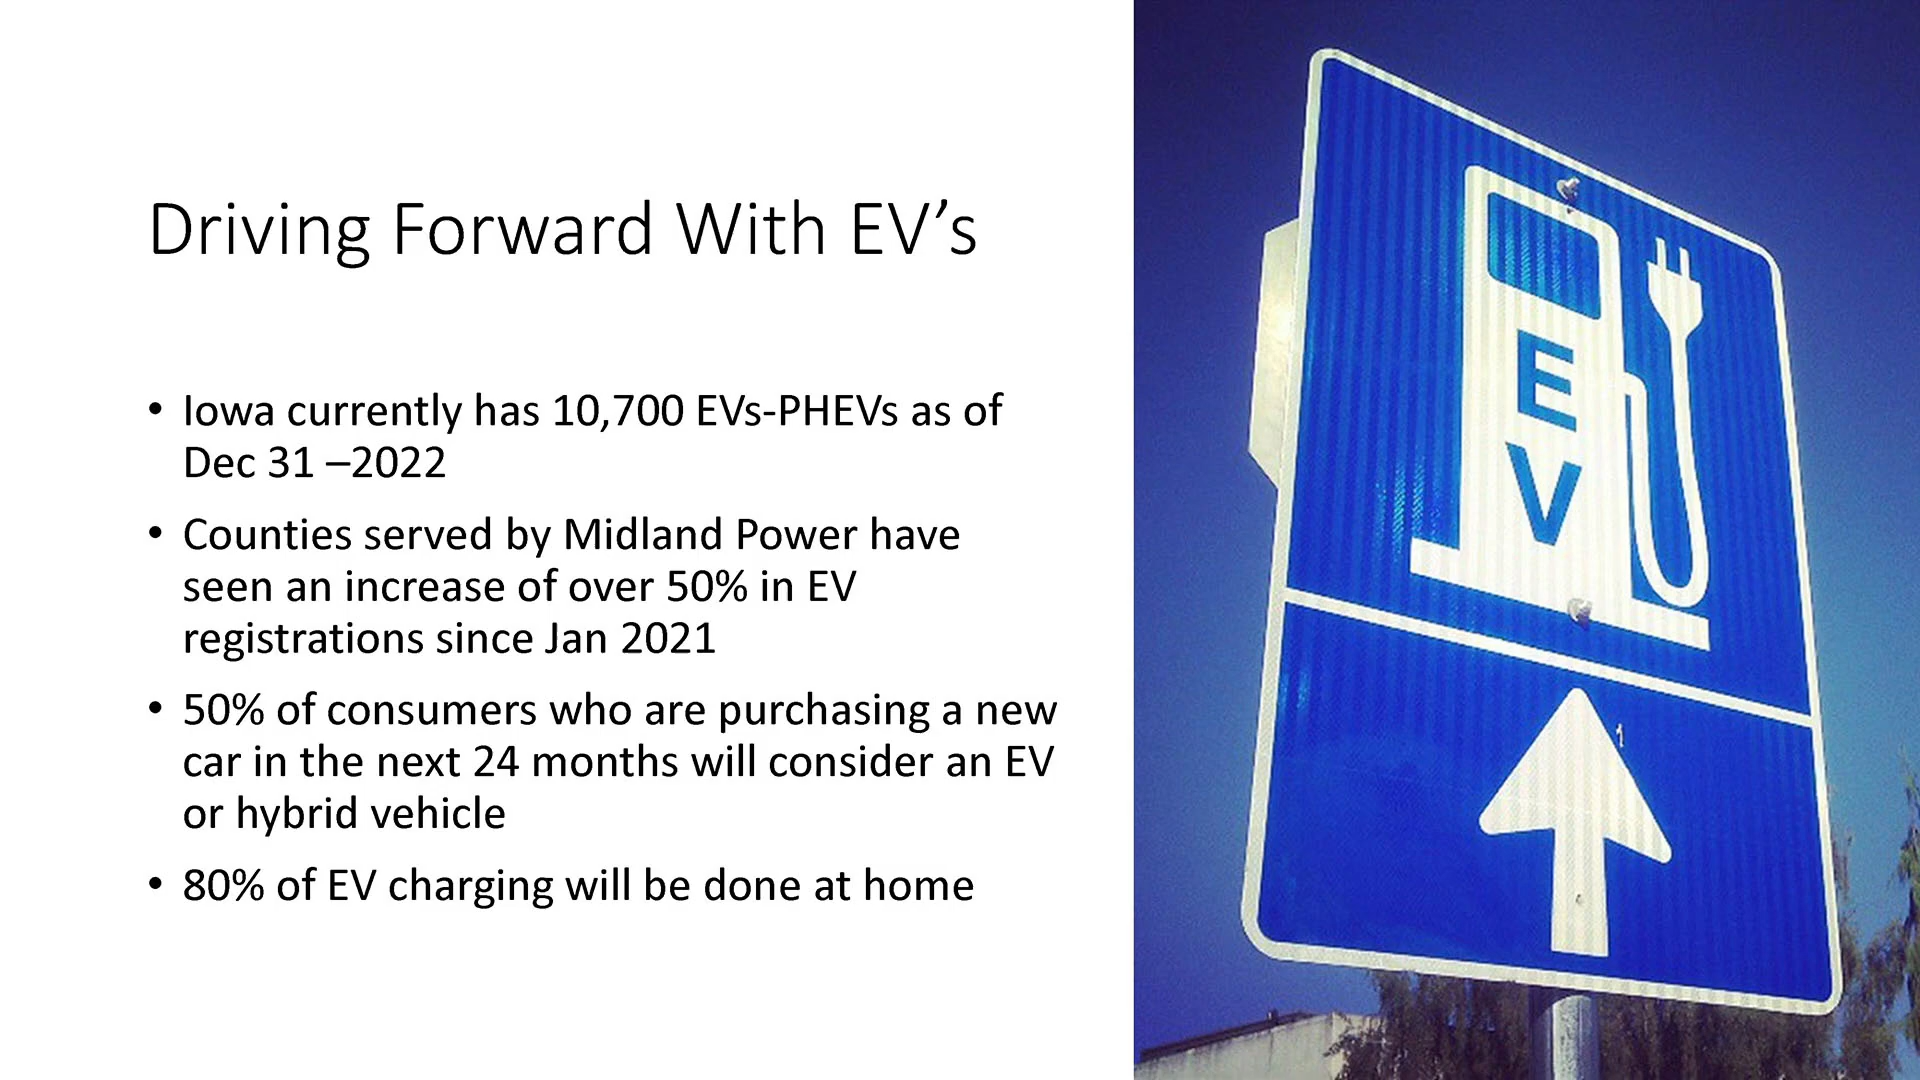 Driving Forward With EV’s
• Iowa currently has 10,700 EVs-PHEVs as of
Dec 31 –2022
• Counties served by Midland Power have
seen an increase of over 50% in EV
registrations since Jan 2021
• 50% of consumers who are purchasing a new
car in the next 24 months will consider an EV
or hybrid vehicle
• 80% of EV charging will be done at home
E
V